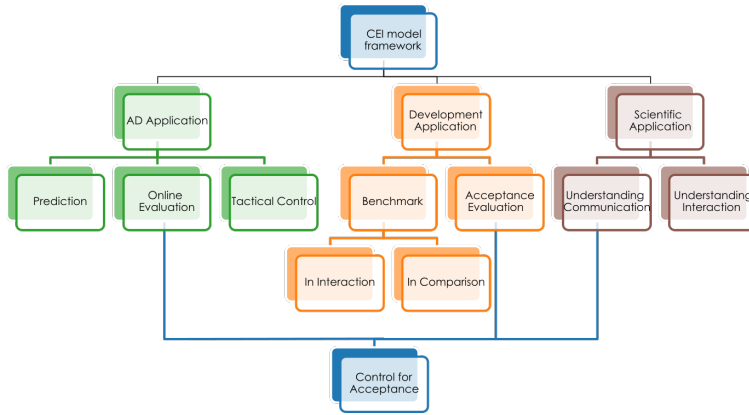 CEI model
framework
AD Application
Development
Application
Scientific
Application
Prediction
Online
Evaluation
Tactical Control
Benchmark
Acceptance
Evaluation
Understanding
Communication
Understanding
Interaction
In Interaction
In Comparison
Control for
Acceptance